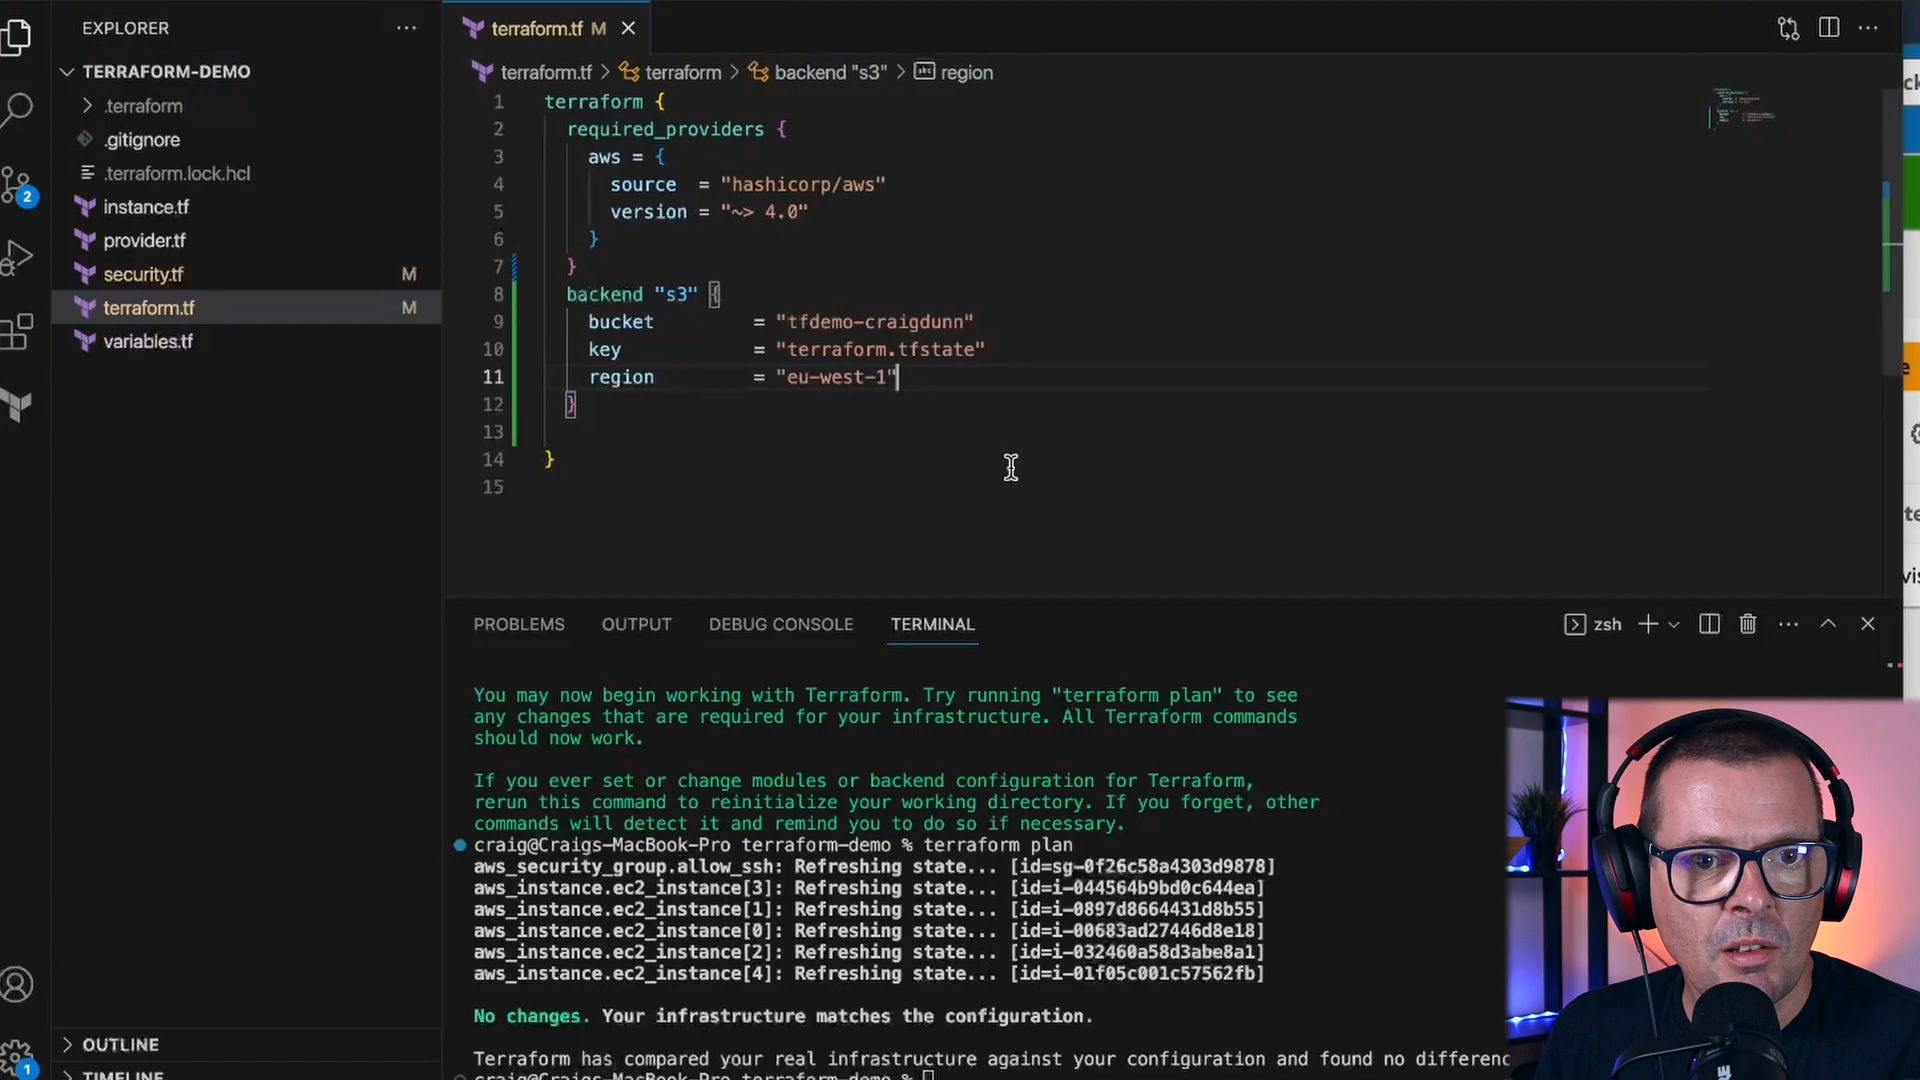 EXPLORER
TERRAFORM-DEMO
.terraform
.gitignore
.terraform.lock.hcl
instance.tf
provider.tf
security.tf M
terraform.tf M
variables.tf
OUTLINE
TIMELINE
2
1
terraform.tf M
terraform.tf > terraform > backend "s3" > region
1 terraform {
2 required_providers {
3 aws = {
4 source = "hashicorp/aws"
5 version = "~> 4.0"
6 }
7 }
8 backend "s3" {
9 bucket = "tfdemo-craigdunn"
10 key = "terraform.tfstate"
11 region = "eu-west-1"
12 }
13
14 }
15
PROBLEMS OUTPUT DEBUG CONSOLE TERMINAL
zsh
You may now begin working with Terraform. Try running "terraform plan" to see
any changes that are required for your infrastructure. All Terraform commands
should now work.
If you ever set or change modules or backend configuration for Terraform,
rerun this command to reinitialize your working directory. If you forget, other
commands will detect it and remind you to do so if necessary.
craig@Craigs-MacBook-Pro terraform-demo % terraform plan
aws_security_group.allow_ssh: Refreshing state... [id=sg-0f26c58a4303d9878]
aws_instance.ec2_instance[3]: Refreshing state... [id=i-044564b9bd0c644ea]
aws_instance.ec2_instance[1]: Refreshing state... [id=i-0897d8664431d8b55]
aws_instance.ec2_instance[0]: Refreshing state... [id=i-00683ad27446d8e18]
aws_instance.ec2_instance[2]: Refreshing state... [id=i-032460a58d3abe8a1]
aws_instance.ec2_instance[4]: Refreshing state... [id=i-01f05c001c57562fb]
No changes. Your infrastructure matches the configuration.
Terraform has compared your real infrastructure against your configuration and found no differenc
craig@Craigs-MacBook-Pro terraform-demo %